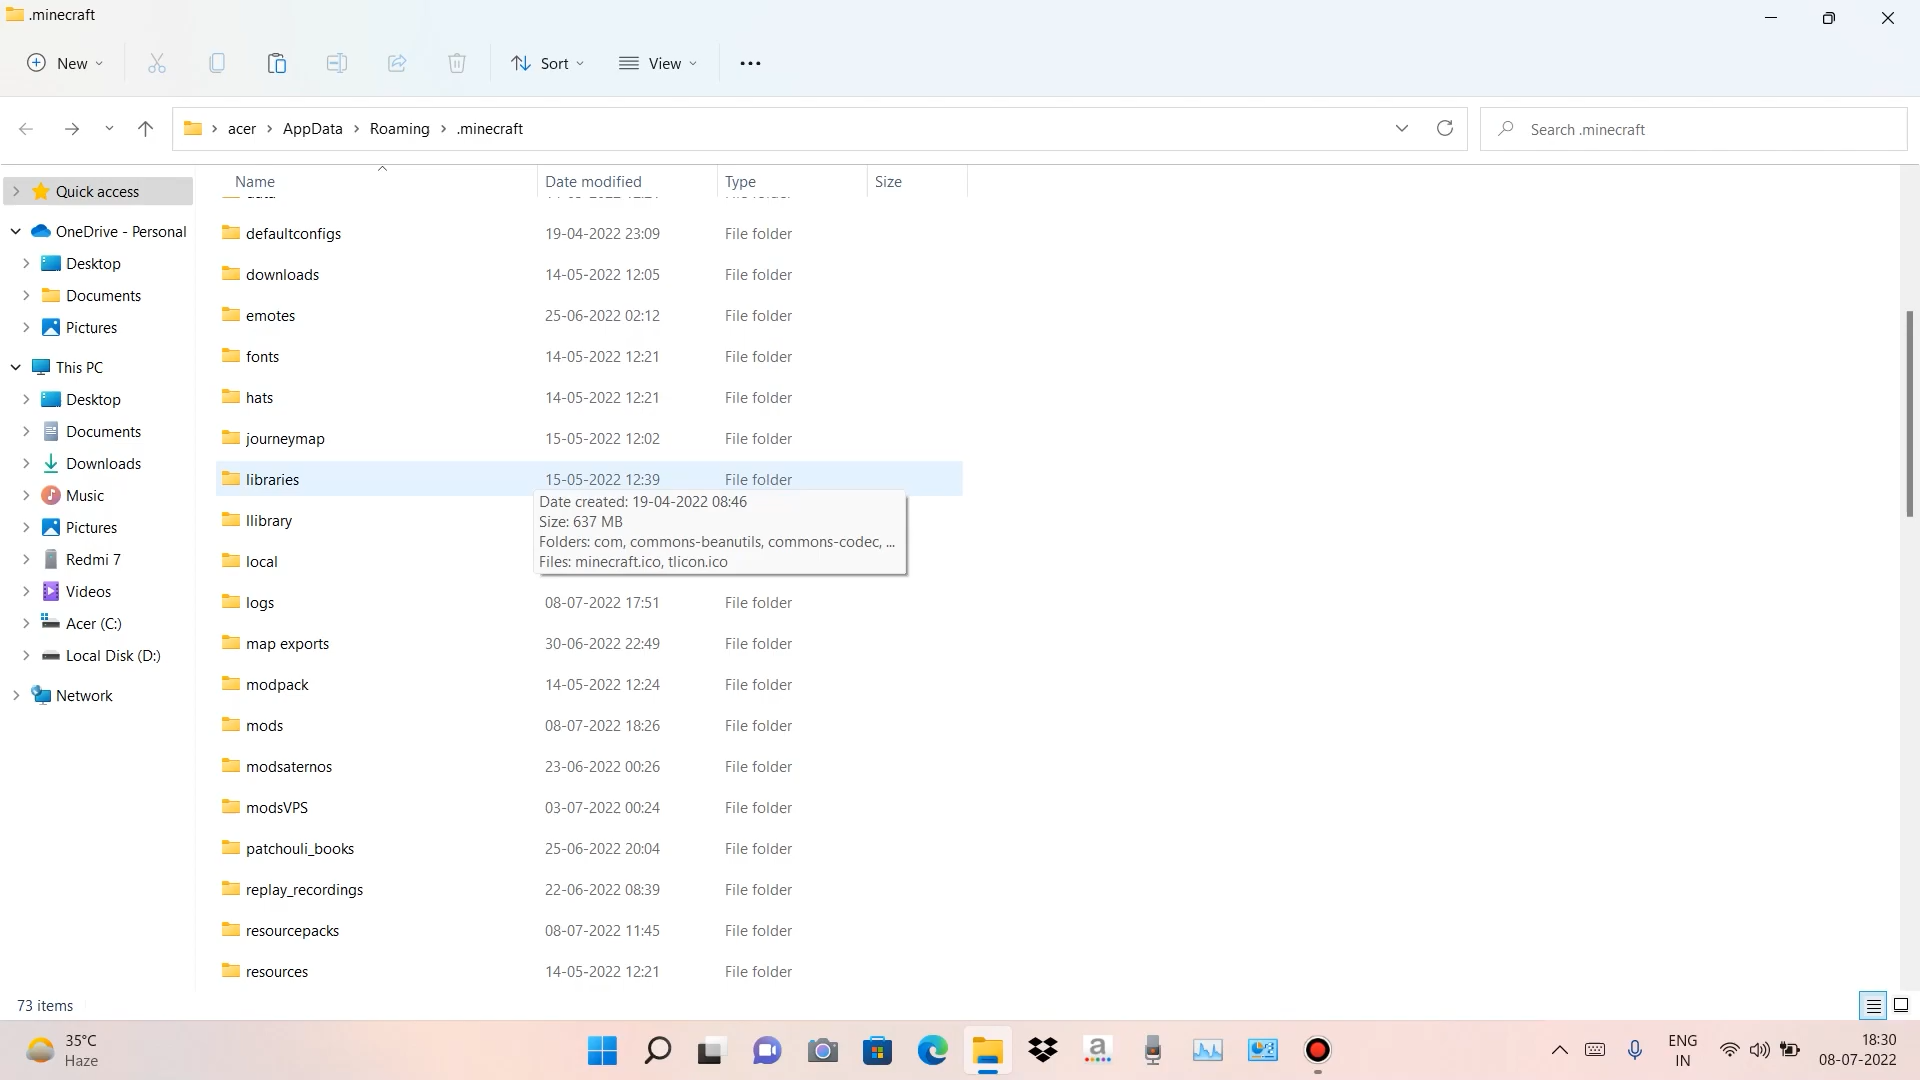 .minecraft
New
Sort
View
acer > AppData > Roaming > .minecraft
Search .minecraft
Name
Date modified
Type
Size
Quick access
OneDrive - Personal
Desktop
Documents
Pictures
This PC
Desktop
Documents
Downloads
Music
Pictures
Redmi 7
Videos
Acer (C:)
Local Disk (D:)
Network
defaultconfigs 19-04-2022 23:09 File folder
downloads 14-05-2022 12:05 File folder
emotes 25-06-2022 02:12 File folder
fonts 14-05-2022 12:21 File folder
hats 14-05-2022 12:21 File folder
journeymap 15-05-2022 12:02 File folder
libraries 15-05-2022 12:39 File folder
llibrary
local
Date created: 19-04-2022 08:46
Size: 637 MB
Folders: com, commons-beanutils, commons-codec, ...
Files: minecraft.ico, tlicon.ico
logs 08-07-2022 17:51 File folder
map exports 30-06-2022 22:49 File folder
modpack 14-05-2022 12:24 File folder
mods 08-07-2022 18:26 File folder
modsaternos 23-06-2022 00:26 File folder
modsVPS 03-07-2022 00:24 File folder
patchouli_books 25-06-2022 20:04 File folder
replay_recordings 22-06-2022 08:39 File folder
resourcepacks 08-07-2022 11:45 File folder
resources 14-05-2022 12:21 File folder
73 items
35°C
Haze
a
ENG
IN
18:30
08-07-2022